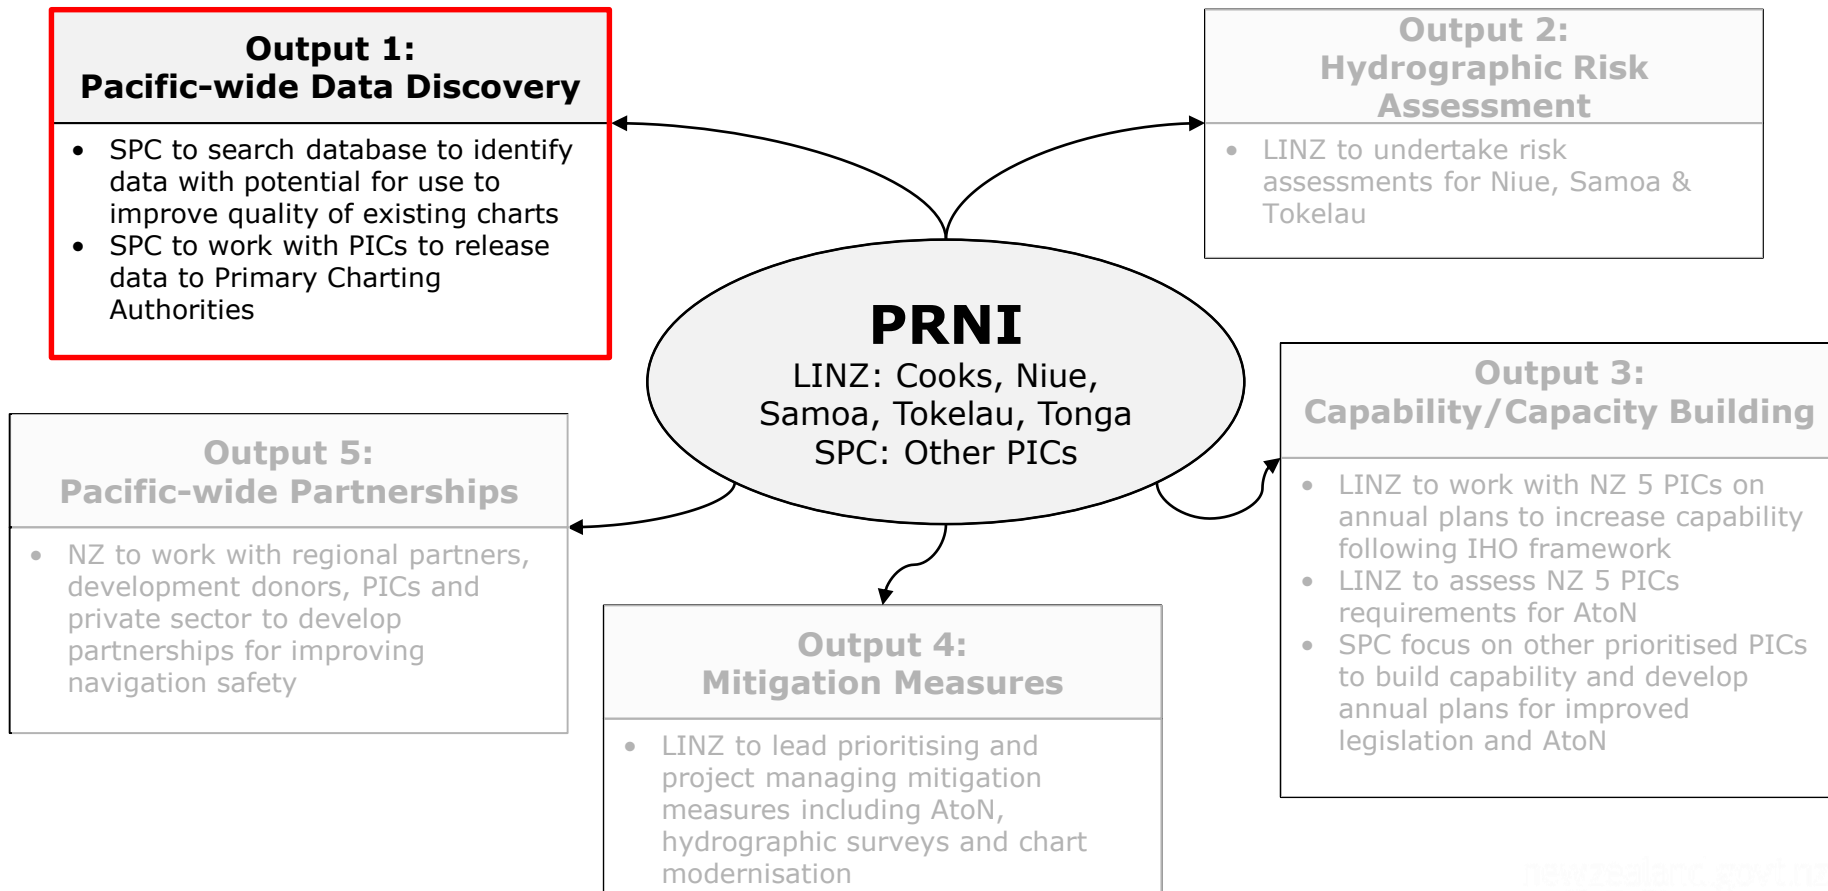 Output 1:
Pacific-wide Data Discovery
• SPC to search database to identify
data with potential for use to
improve quality of existing charts
• SPC to work with PICs to release
data to Primary Charting
Authorities
Output 2:
Hydrographic Risk
Assessment
• LINZ to undertake risk
assessments for Niue, Samoa &
Tokelau
PRNI
LINZ: Cooks, Niue,
Samoa, Tokelau, Tonga
SPC: Other PICs
Output 3:
Capability/Capacity Building
• LINZ to work with NZ 5 PICs on
annual plans to increase capability
following IHO framework
• LINZ to assess NZ 5 PICs
requirements for AtoN
• SPC focus on other prioritised PICs
to build capability and develop
annual plans for improved
legislation and AtoN
Output 5:
Pacific-wide Partnerships
• NZ to work with regional partners,
development donors, PICs and
private sector to develop
partnerships for improving
navigation safety
Output 4:
Mitigation Measures
• LINZ to lead prioritising and
project managing mitigation
measures including AtoN,
hydrographic surveys and chart
modernisation